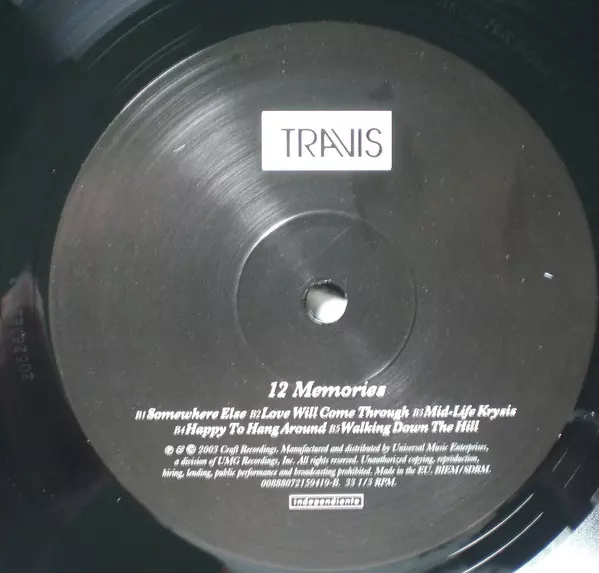 TRAVIS
12 Memories
B1 Somewhere Else B2 Love Will Come Through B3 Mid-Life Krysis
B4 Happy To Hang Around B5 Walking Down The Hill
℗ & © 2003 Craft Recordings. Manufactured and distributed by Universal Music Enterprises,
a division of UMG Recordings, Inc. All rights reserved. Unauthorized copying, reproduction,
hiring, lending, public performance and broadcasting prohibited. Made in the EU. BIEM/SDRM.
00888072159419-B. 33 1/3 RPM.
independiente